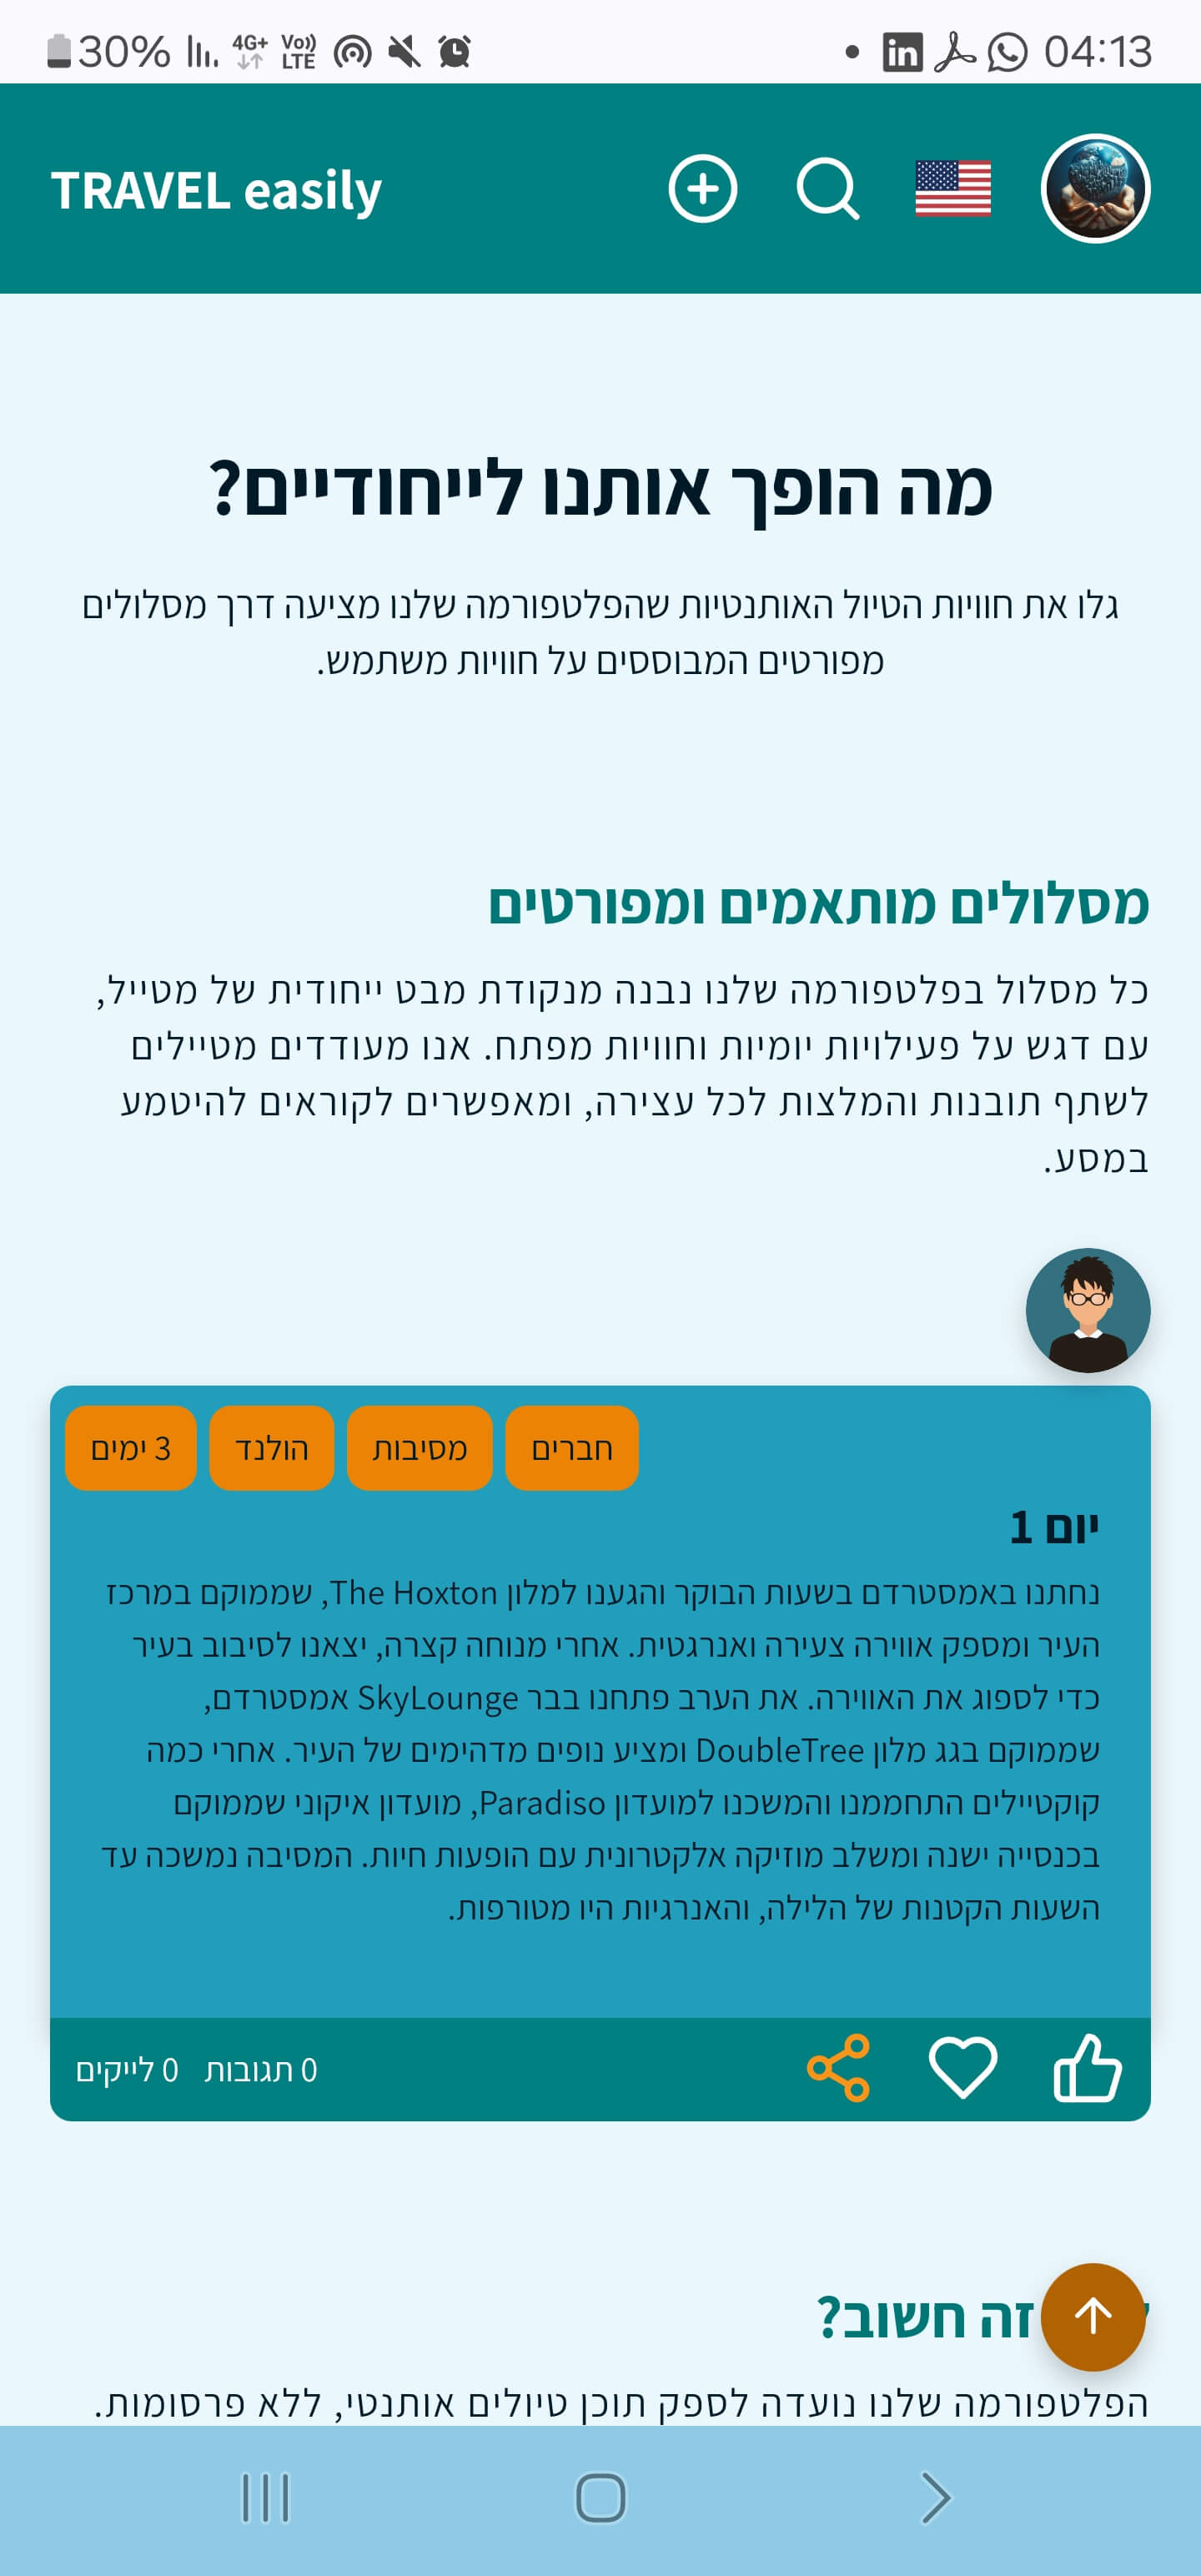 30% 4G+ Vo)) LTE 04:13
TRAVEL easily
מה הופך אותנו לייחודיים?
גלו את חוויות הטיול האותנטיות שהפלטפורמה שלנו מציעה דרך מסלולים
מפורטים המבוססים על חוויות משתמש.
מסלולים מותאמים ומפורטים
כל מסלול בפלטפורמה שלנו נבנה מנקודת מבט ייחודית של מטייל,
עם דגש על פעילויות יומיות וחוויות מפתח. אנו מעודדים מטיילים
לשתף תובנות והמלצות לכל עצירה, ומאפשרים לקוראים להיטמע
במסע.
חברים מסיבות הולנד 3 ימים
יום 1
נחתנו באמסטרדם בשעות הבוקר והגענו למלון The Hoxton, שממוקם במרכז
העיר ומספק אווירה צעירה ואנרגטית. אחרי מנוחה קצרה, יצאנו לסיבוב בעיר
כדי לספוג את האווירה. את הערב פתחנו בבר SkyLounge אמסטרדם,
שממוקם בגג מלון DoubleTree ומציע נופים מדהימים של העיר. אחרי כמה
קוקטיילים התחממנו והמשכנו למועדון Paradiso, מועדון איקוני שממוקם
בכנסייה ישנה ומשלב מוזיקה אלקטרונית עם הופעות חיות. המסיבה נמשכה עד
השעות הקטנות של הלילה, והאנרגיות היו מטורפות.
0 תגובות 0 לייקים
זה חשוב?
הפלטפורמה שלנו נועדה לספק תוכן טיולים אותנטי, ללא פרסומות.